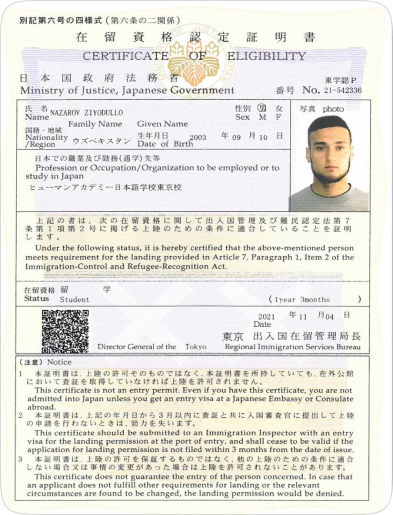 別記第六号の四様式(第六条の二関係)
在留資格認定証明書
CERTIFICATE OF ELIGIBILITY
日本国政府法務省
東学認P
Ministry of Justice, Japanese Government
番号 No. 21-542336
氏名 NAZAROV ZIYODULLO
性別 男 女
写真 photo
Name
Sex M F
Family Name Given Name
国籍・地域
Nationality
/Region
ウズベキスタン
生年月日 2003 年 09 月 10 日
Date of Birth
日本での職業及び勤務(通学)先等
Profession or Occupation/Organization to be employed or to
study in Japan
ヒューマンアカデミー日本語学校東京校
上記の者は、次の在留資格に関して出入国管理及び難民認定法第7
条第1項第2号に掲げる上陸のための条件に適合していることを証明
します。
Under the following status, it is hereby certified that the above-mentioned person
meets requirement for the landing provided in Article 7, Paragraph 1, Item 2 of the
Immigration-Control and Refugee-Recognition Act.
在留資格 留 学
Status Student
(1year 3months )
2021 年 11 月 04 日
Date
東京 出入国在留管理局長
Director General of the Tokyo Regional Immigration Services Bureau
(注意) Notice
1 本証明書は、上陸の許可そのものではなく、本証明書を所持していても、在外公館
において査証を取得していなければ上陸を許可されません。
This certificate is not an entry permit. Even if you have this certificate, you are not
admitted into Japan unless you get an entry visa at a Japanese Embassy or Consulate
abroad.
2 本証明書は、上記の年月日から3月以内に査証と共に入国審査官に提出して上陸
の申請を行わないときは、効力を失います。
This certificate should be submitted to an Immigration Inspector with an entry
visa for the landing permission at the port of entry, and shall cease to be valid if the
application for landing permission is not filed within 3 months from the date of issue.
3 本証明書は、上陸の許可を保証するものではなく、他の上陸のための条件に適合
しない場合又は事情の変更があった場合は上陸を許可されないことがあります。
This certificate does not guarantee the entry of the person concerned. In case that
an applicant does not fulfill other requirements for landing or the relevant
circumstances are found to be changed, the landing permission would be denied.